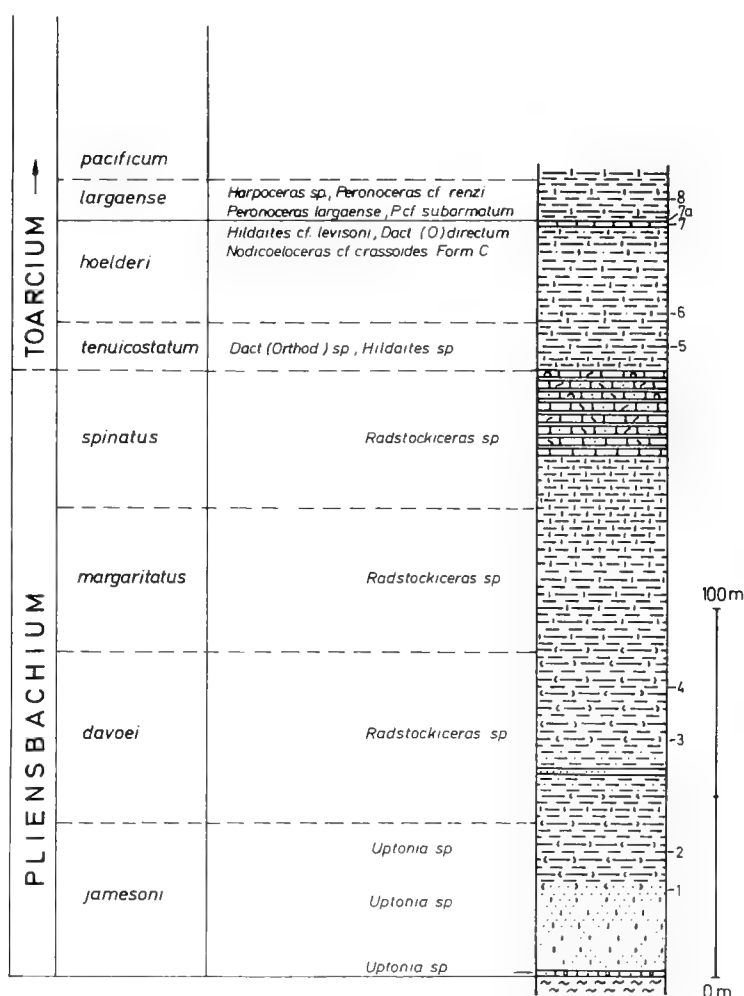 TOARCIUM
pacificum
largaense
Harpoceras sp., Peronoceras cf renzi
Peronoceras largaense, P.cf subarmatum
hoelderi
Hildaites cf. levisoni, Dact (O) directum
Nodicoeloceras cf crassoides Form C
tenuicostatum
Dact (Orthod) sp, Hildaites sp
PLIENSBACHIUM
spinatus
Radstockiceras sp
margaritatus
Radstockiceras sp
davoei
Radstockiceras sp
jamesoni
Uptonia sp
Uptonia sp
Uptonia sp
8
7a
7
6
5
4
3
2
1
100m
0m